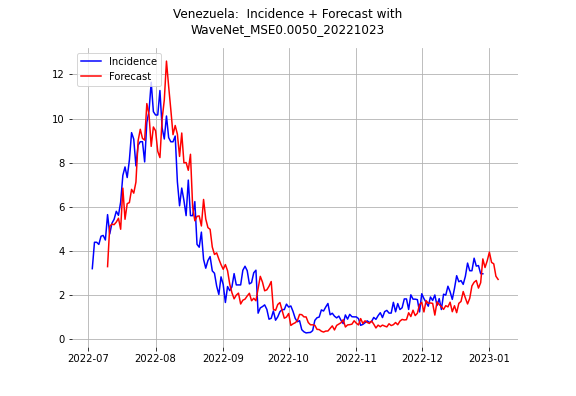 Venezuela:  Incidence + Forecast with
WaveNet_MSE0.0050_20221023
Incidence
Forecast
12
10
8
6
4
2
0
2022-07 2022-08 2022-09 2022-10 2022-11 2022-12 2023-01